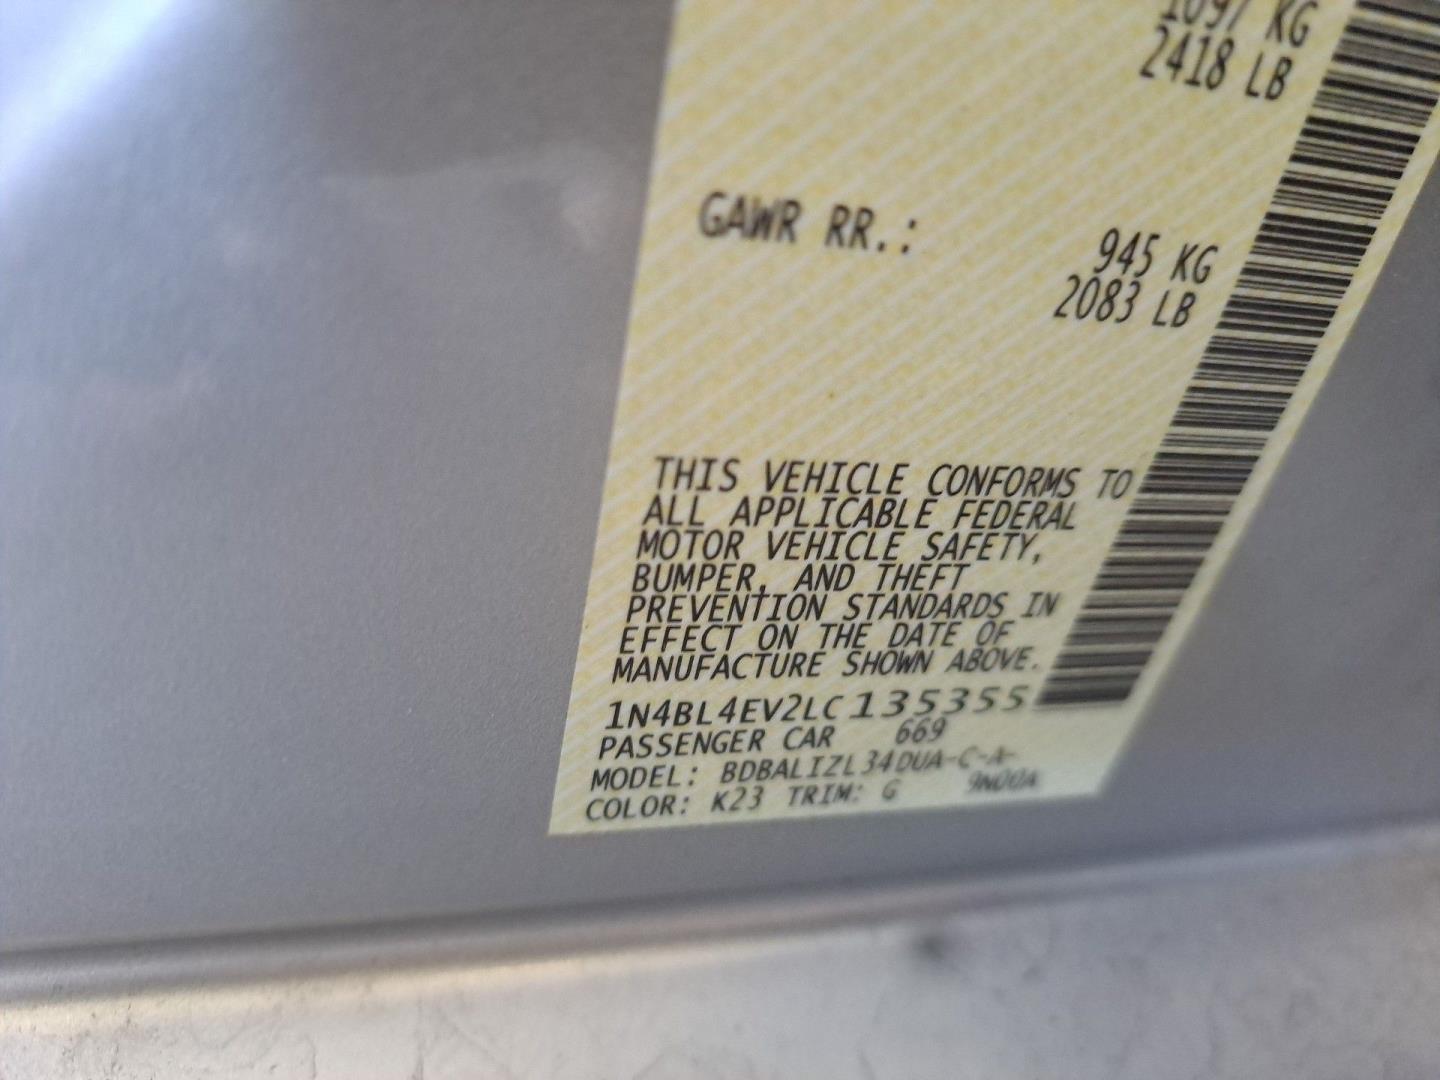 1097 KG
2418 LB
GAWR RR.: 945 KG
2083 LB
THIS VEHICLE CONFORMS TO
ALL APPLICABLE FEDERAL
MOTOR VEHICLE SAFETY,
BUMPER, AND THEFT
PREVENTION STANDARDS IN
EFFECT ON THE DATE OF
MANUFACTURE SHOWN ABOVE.
1N4BL4EV2LC135355
PASSENGER CAR 669
MODEL: BDBALIZL34DUA-C-A-
9N00A
COLOR: K23 TRIM: G